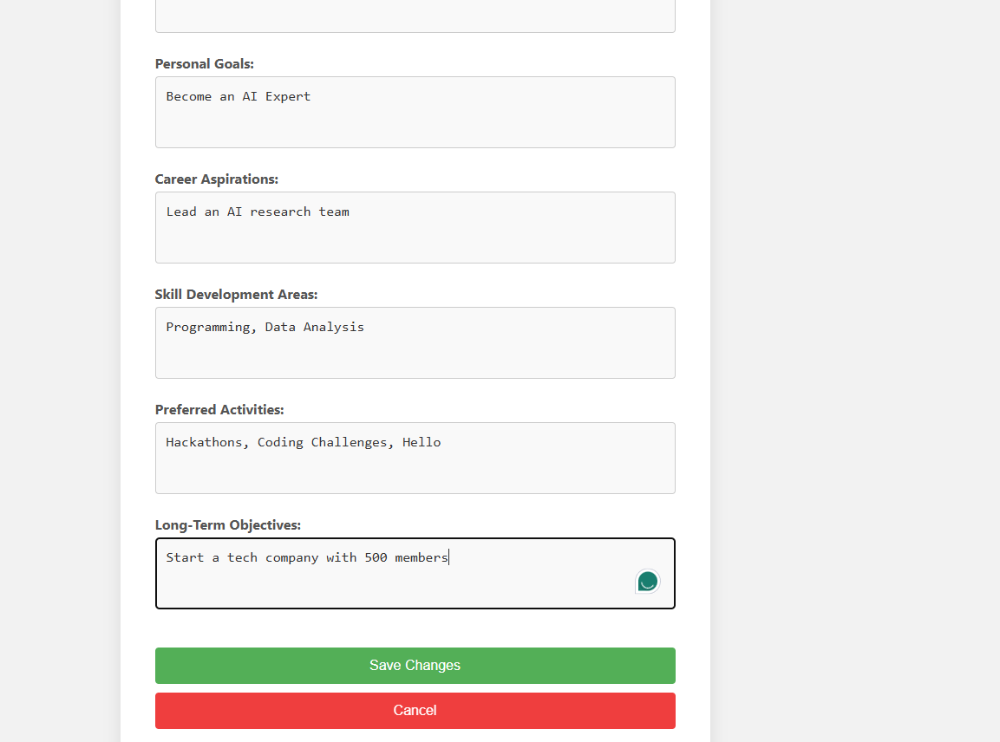 Personal Goals:
Become an AI Expert
Career Aspirations:
Lead an AI research team
Skill Development Areas:
Programming, Data Analysis
Preferred Activities:
Hackathons, Coding Challenges, Hello
Long-Term Objectives:
Start a tech company with 500 members
Save Changes
Cancel